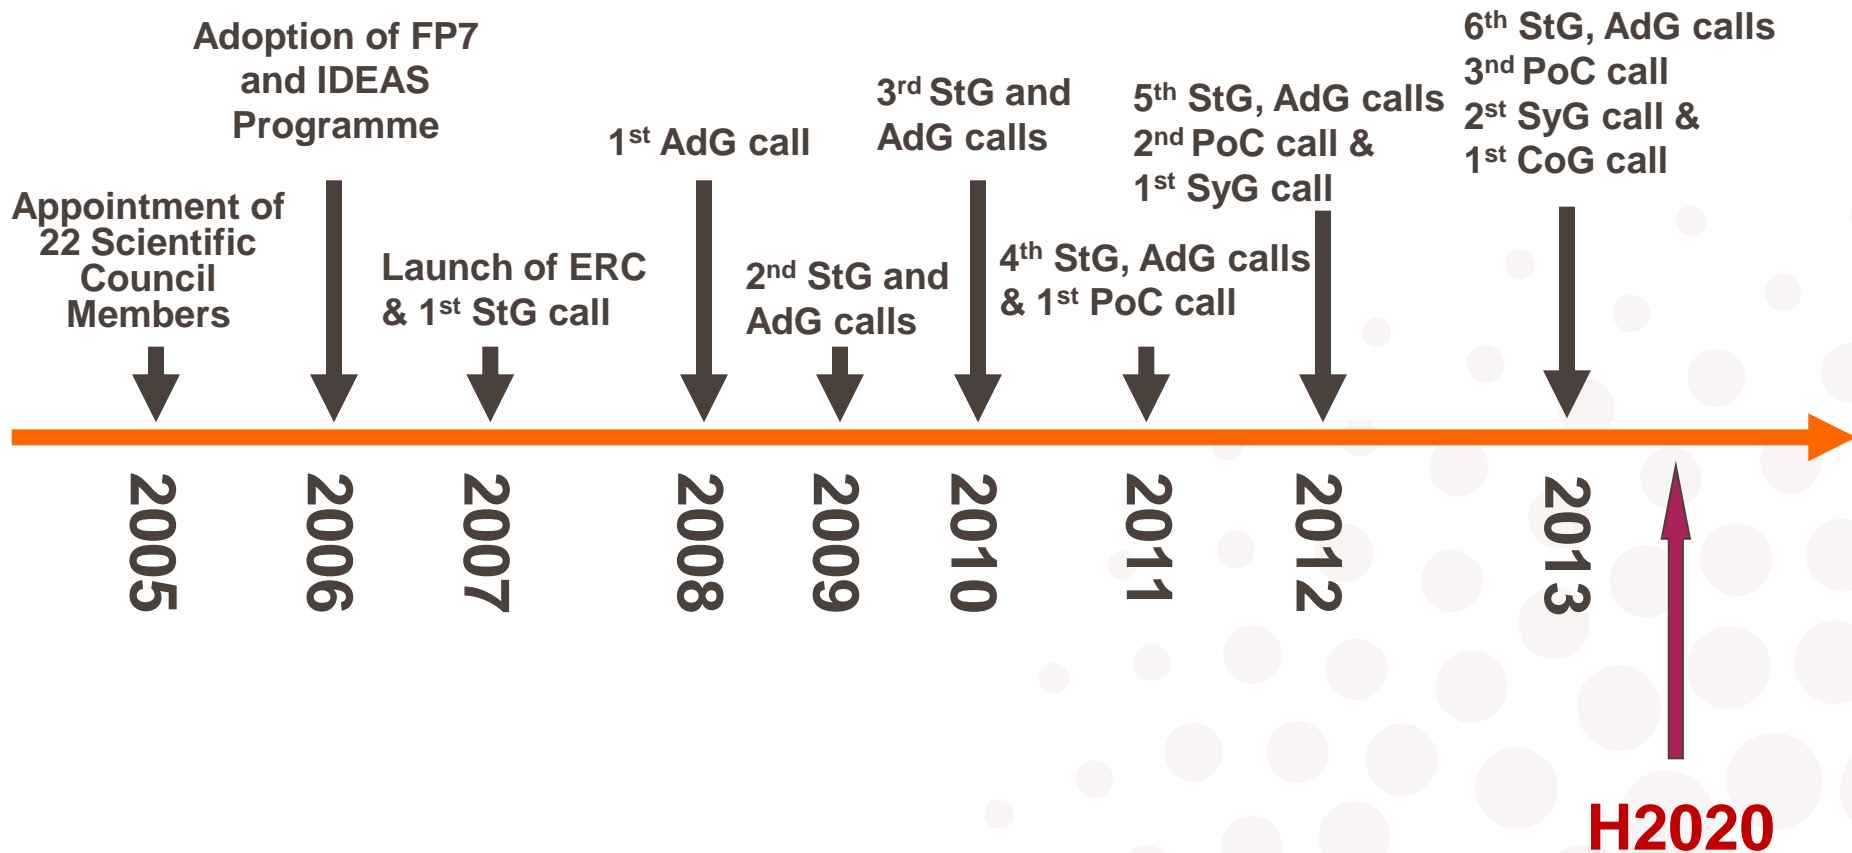 Appointment of
22 Scientific
Council
Members
Adoption of FP7
and IDEAS
Programme
Launch of ERC
& 1st StG call
1st AdG call
2nd StG and
AdG calls
3rd StG and
AdG calls
4th StG, AdG calls
& 1st PoC call
5th StG, AdG calls
2nd PoC call &
1st SyG call
6th StG, AdG calls
3nd PoC call
2st SyG call &
1st CoG call
2005
2006
2007
2008
2009
2010
2011
2012
2013
H2020